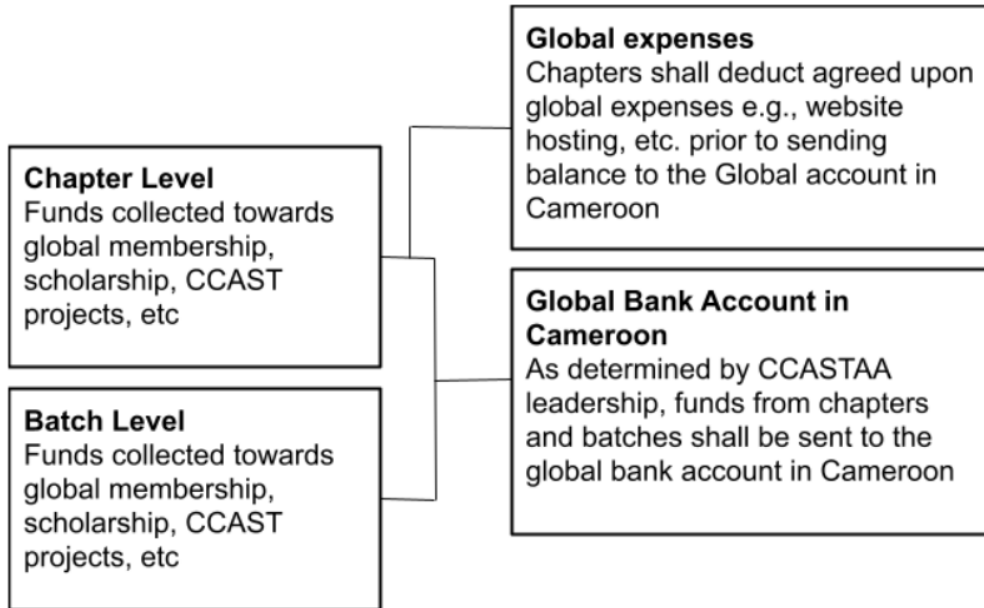 Global expenses
Chapters shall deduct agreed upon
global expenses e.g., website
hosting, etc. prior to sending
balance to the Global account in
Cameroon
Chapter Level
Funds collected towards
global membership,
scholarship, CCAST
projects, etc
Global Bank Account in
Cameroon
As determined by CCASTAA
leadership, funds from chapters
and batches shall be sent to the
global bank account in Cameroon
Batch Level
Funds collected towards
global membership,
scholarship, CCAST
projects, etc